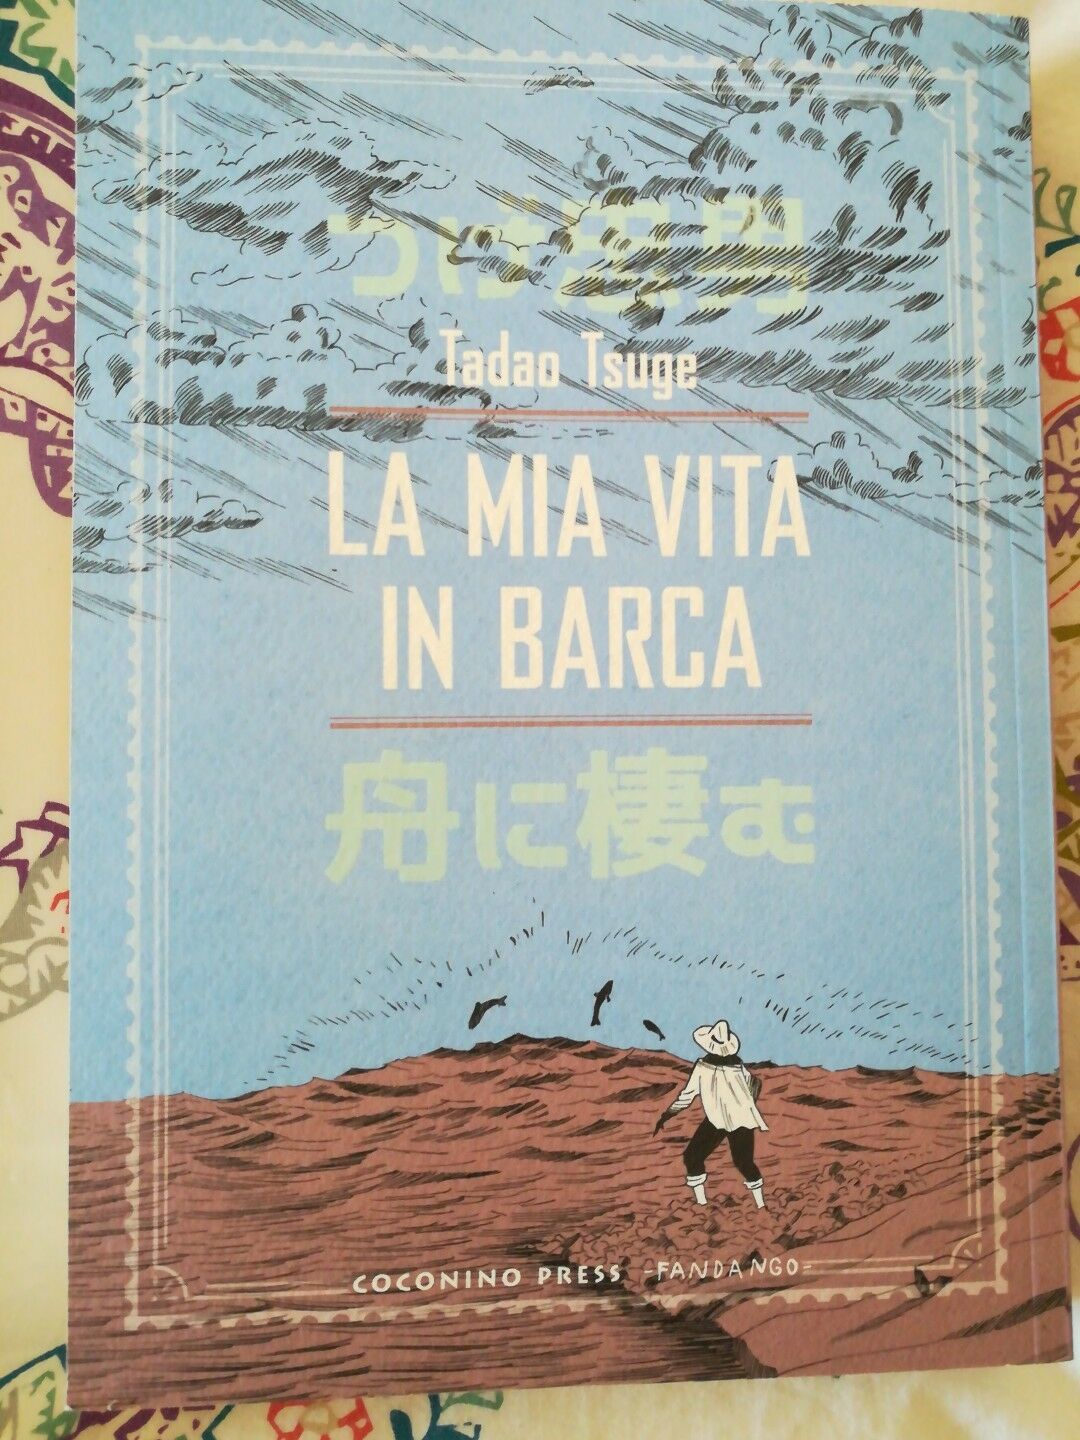 つげ忠男
Tadao Tsuge
LA MIA VITA
IN BARCA
舟に棲む
COCONINO PRESS -FANDANGO-